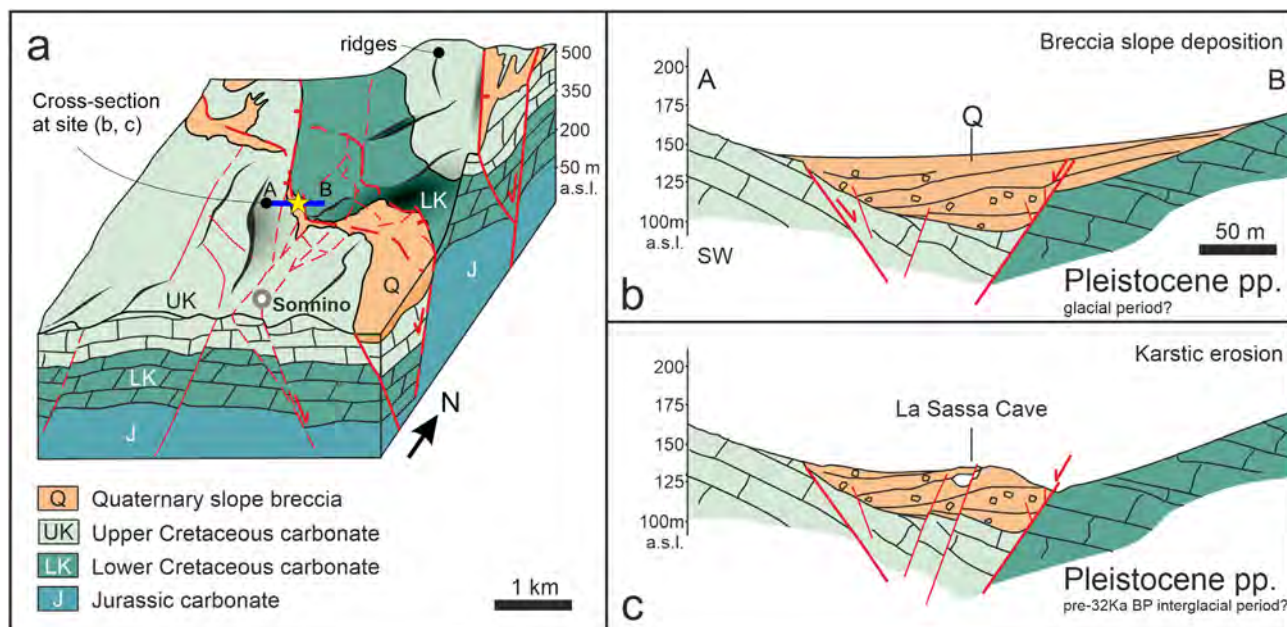 a
ridges
500
350
200
50 m
a.s.l.
Cross-section
at site (b, c)
A
B
LK
Q
UK
Sonnino
LK
J
J
N
Q Quaternary slope breccia
UK Upper Cretaceous carbonate
LK Lower Cretaceous carbonate
J Jurassic carbonate
1 km
Breccia slope deposition
200
A
B
175
Q
150
125
100m
a.s.l.
SW
50 m
Pleistocene pp.
glacial period?
b
200
Karstic erosion
175
La Sassa Cave
150
125
100m
a.s.l.
Pleistocene pp.
pre-32Ka BP interglacial period?
c